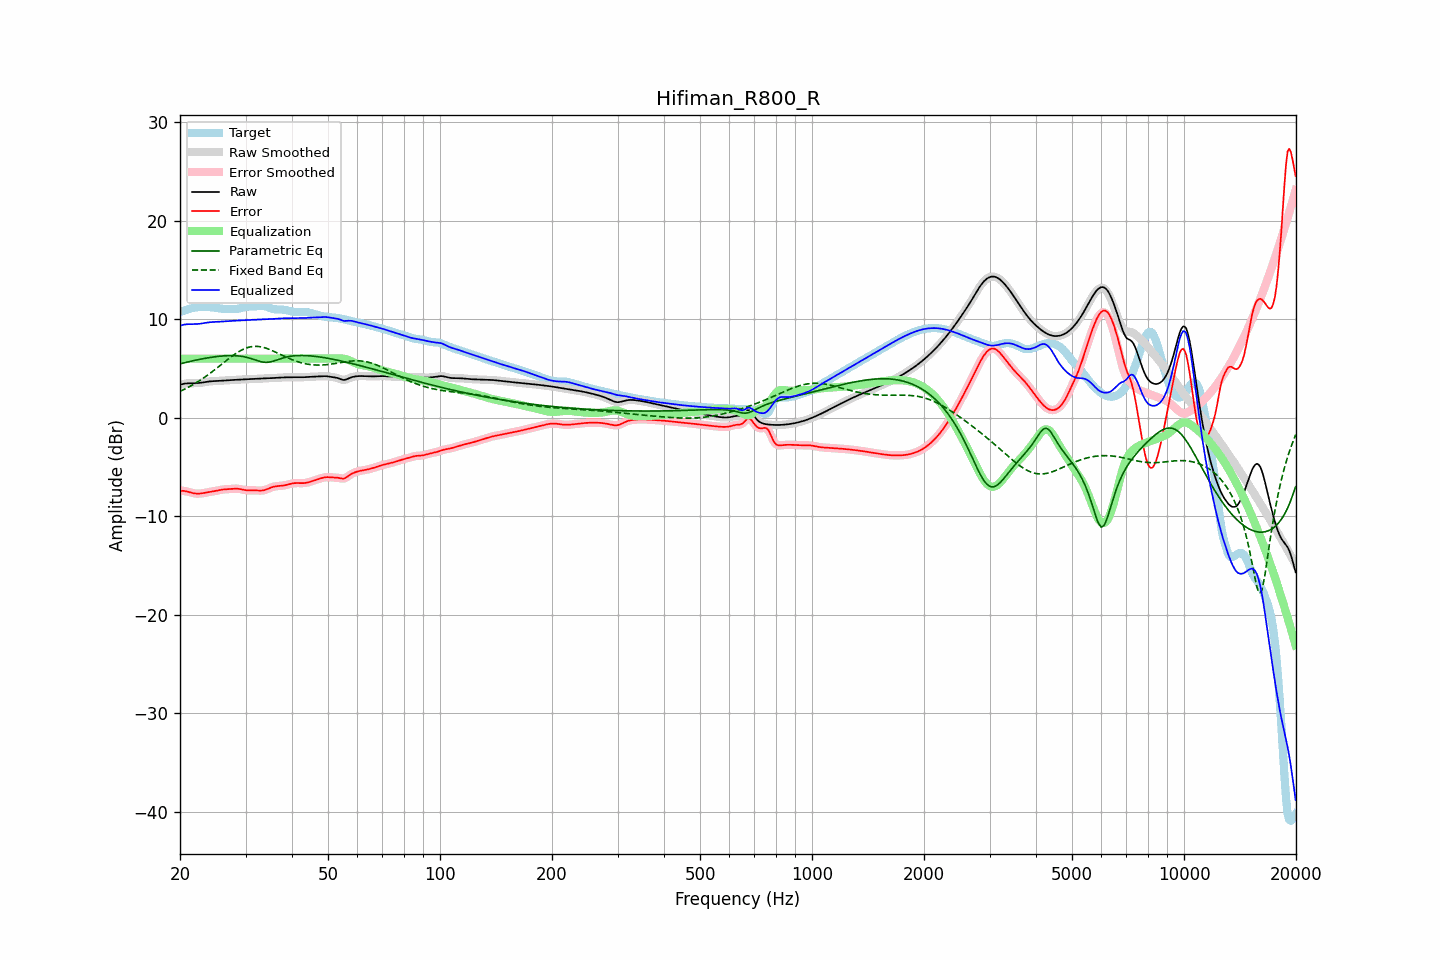 Hifiman_R800_R
Target
Raw Smoothed
Error Smoothed
Raw
Error
Equalization
Parametric Eq
Fixed Band Eq
Equalized
30
20
10
0
−10
−20
−30
−40
Amplitude (dBr)
20 50 100 200 500 1000 2000 5000 10000 20000
Frequency (Hz)